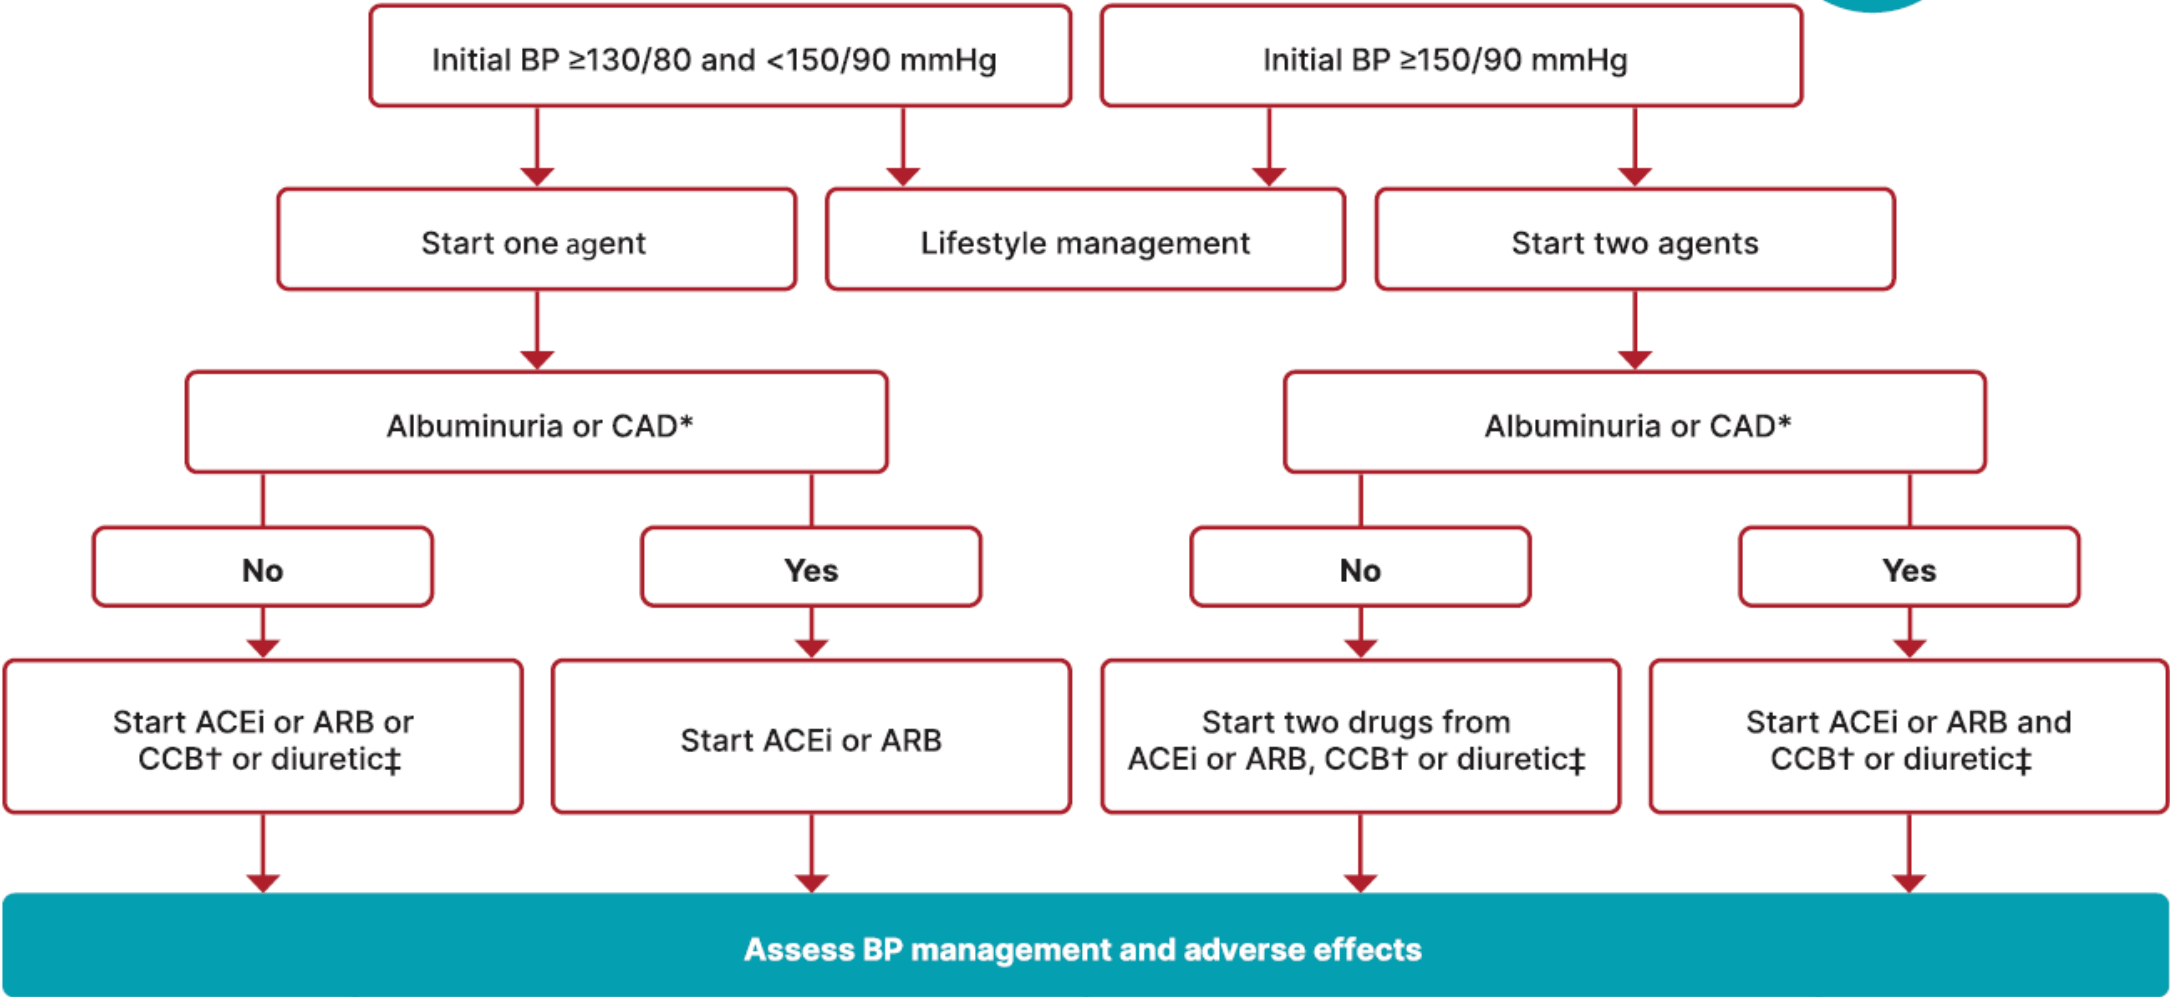 Initial BP ≥130/80 and <150/90 mmHg
Initial BP ≥150/90 mmHg
Start one agent
Lifestyle management
Start two agents
Albuminuria or CAD*
Albuminuria or CAD*
No
Yes
No
Yes
Start ACEi or ARB or
CCB† or diuretic‡
Start ACEi or ARB
Start two drugs from
ACEi or ARB, CCB† or diuretic‡
Start ACEi or ARB and
CCB† or diuretic‡
Assess BP management and adverse effects